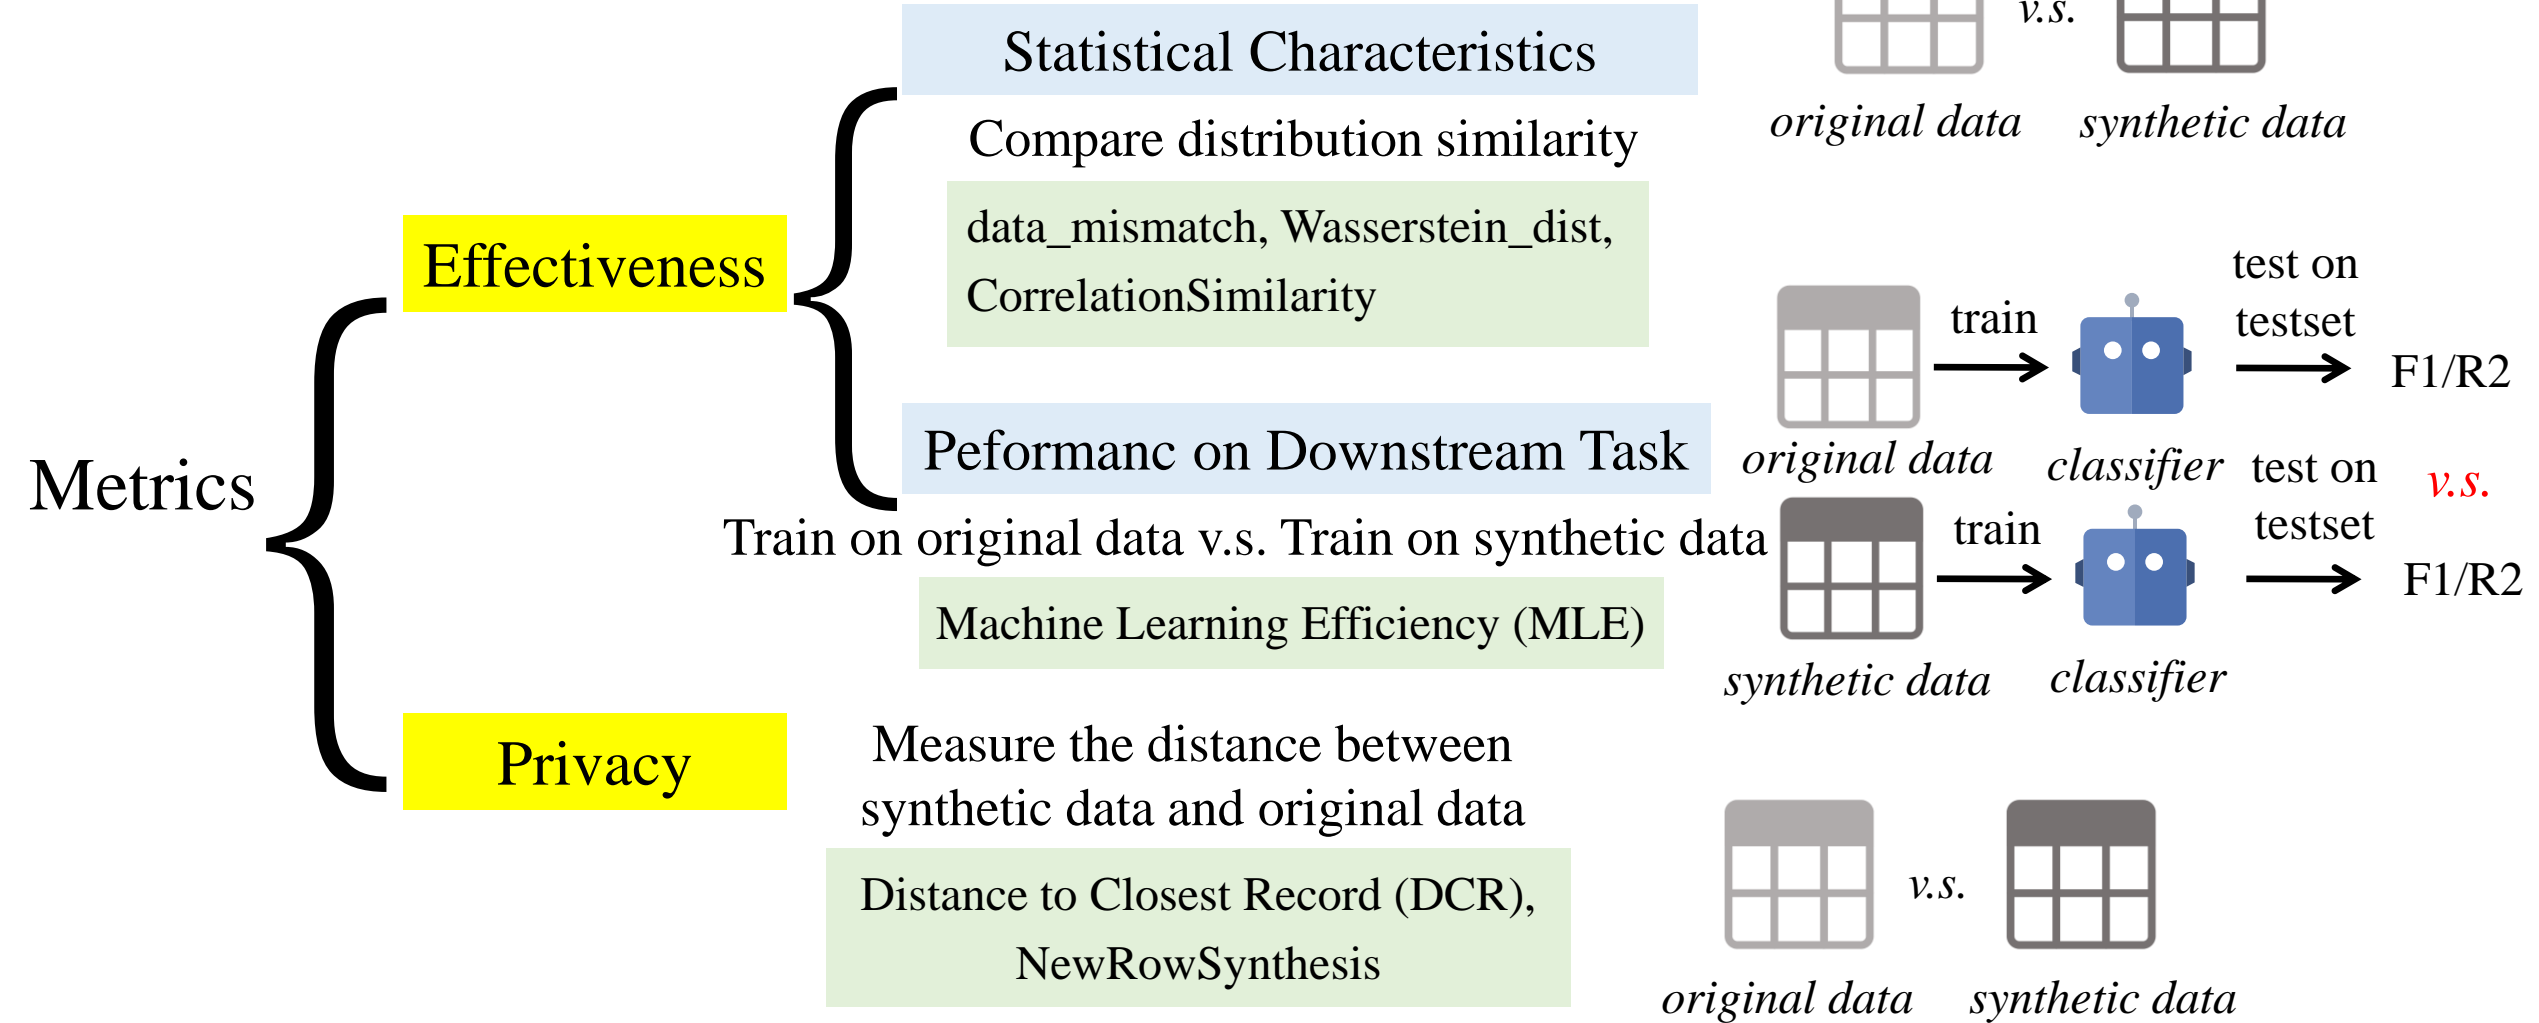 v.s.
Statistical Characteristics
original data synthetic data
Compare distribution similarity
data_mismatch, Wasserstein_dist,
CorrelationSimilarity
Effectiveness
train
test on
testset
F1/R2
original data classifier
Peformanc on Downstream Task
Metrics
v.s.
Train on original data v.s. Train on synthetic data
train
test on
testset
F1/R2
Machine Learning Efficiency (MLE)
synthetic data classifier
Privacy
Measure the distance between
synthetic data and original data
Distance to Closest Record (DCR),
NewRowSynthesis
v.s.
original data synthetic data